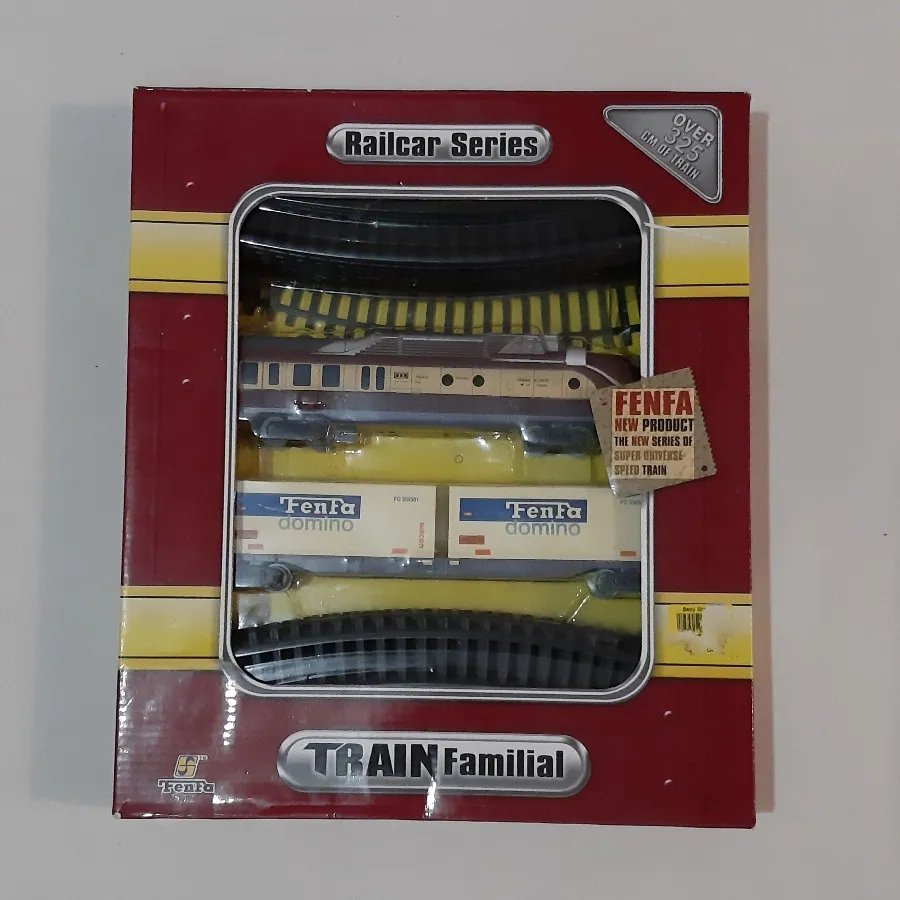 Railcar Series
OVER
325
CM OF TRAIN
FENFA
NEW PRODUCT
THE NEW SERIES OF
SUPER UNIVERSE
SPEED TRAIN
FenFa
domino
FenFa
domino
TRAIN Familial
FenFa